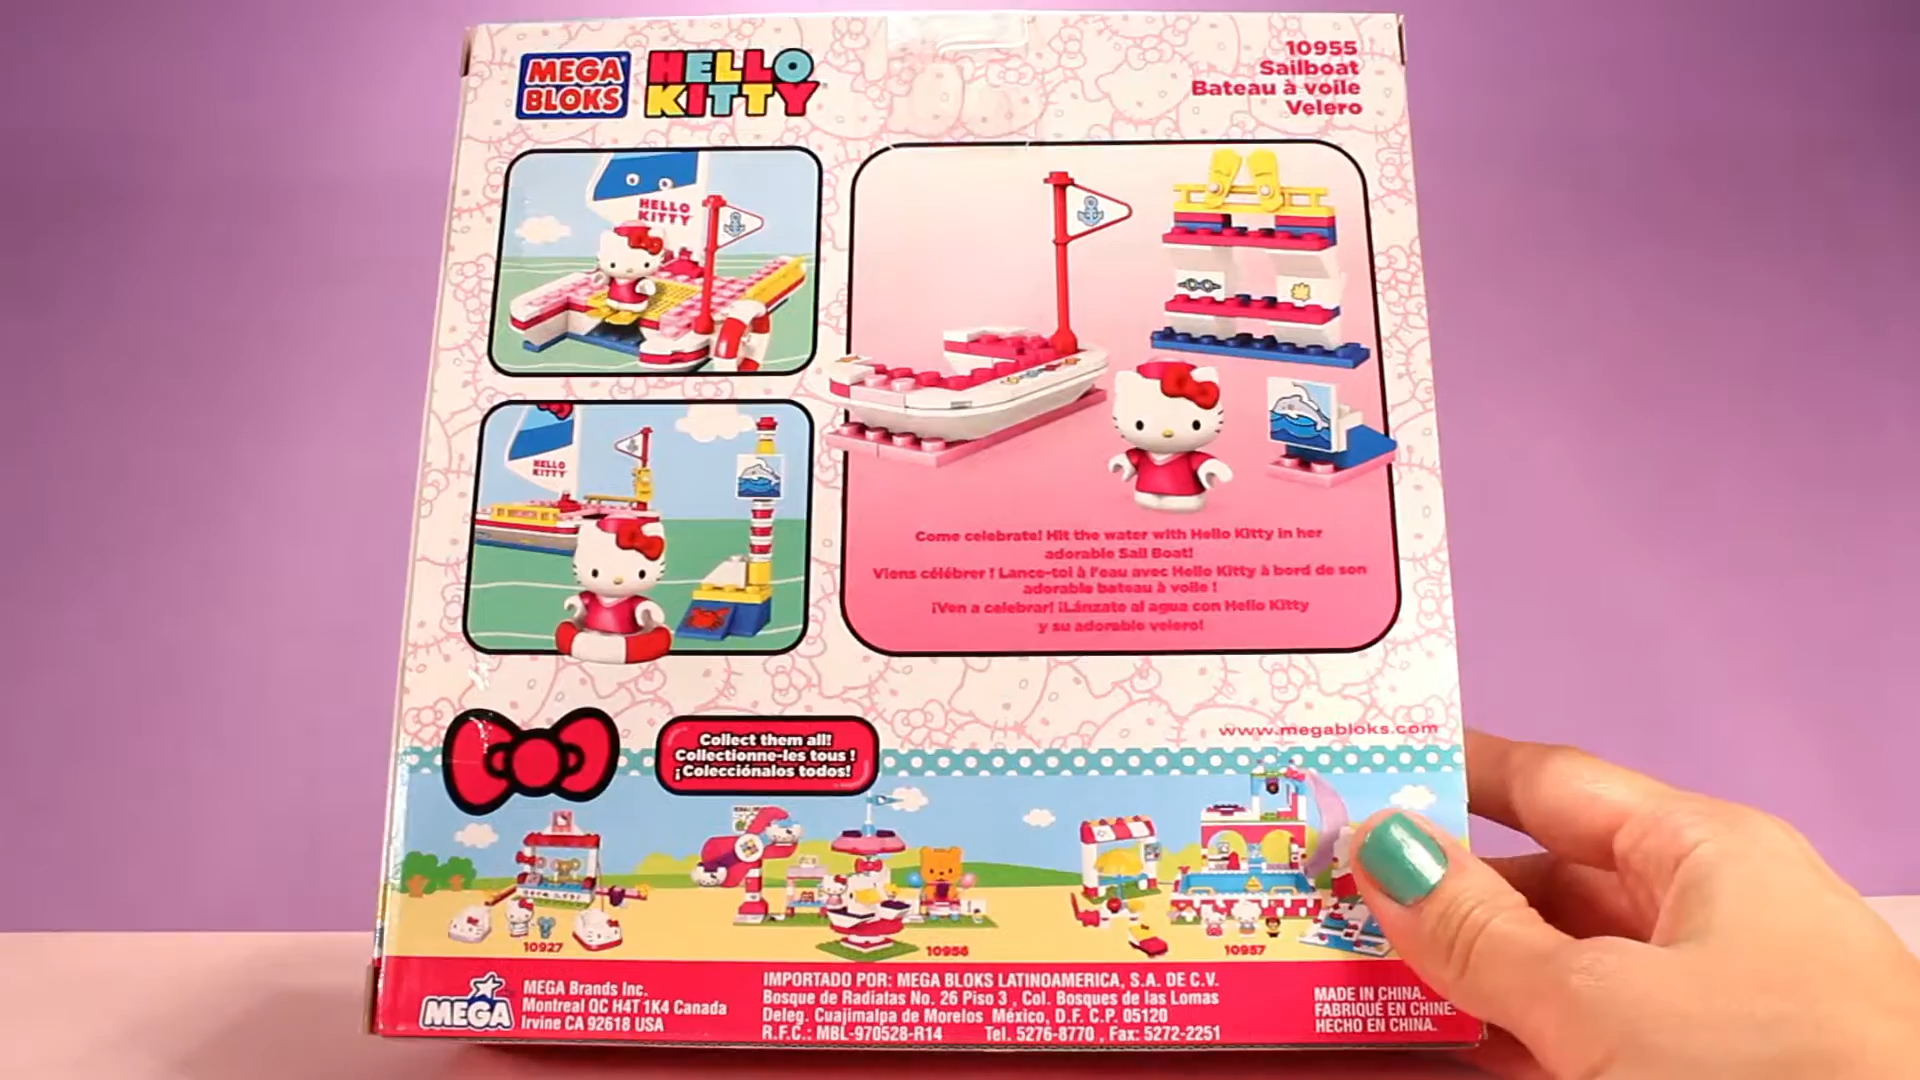 MEGA
BLOKS
HELLO
KITTY
10955
Sailboat
Bateau à voile
Velero
HELLO
KITTY
HELLO
KITTY
Come celebrate! Hit the water with Hello Kitty in her
adorable Sail Boat!
Viens célébrer ! Lance-toi à l'eau avec Hello Kitty à bord de son
adorable bateau à voile !
¡Ven a celebrar! ¡Lánzate al agua con Hello Kitty
y su adorable velero!
www.megabloks.com
Collect them all!
Collectionne-les tous !
¡Colecciónalos todos!
10927
10956
10957
MEGA
MEGA Brands Inc.
Montreal QC H4T 1K4 Canada
Irvine CA 92618 USA
IMPORTADO POR: MEGA BLOKS LATINOAMERICA, S.A. DE C.V.
Bosque de Radiatas No. 26 Piso 3 , Col. Bosques de las Lomas
Deleg. Cuajimalpa de Morelos México, D.F. C.P. 05120
R.F.C.: MBL-970528-R14 Tel. 5276-8770 , Fax: 5272-2251
MADE IN CHINA.
FABRIQUÉ EN CHINE.
HECHO EN CHINA.